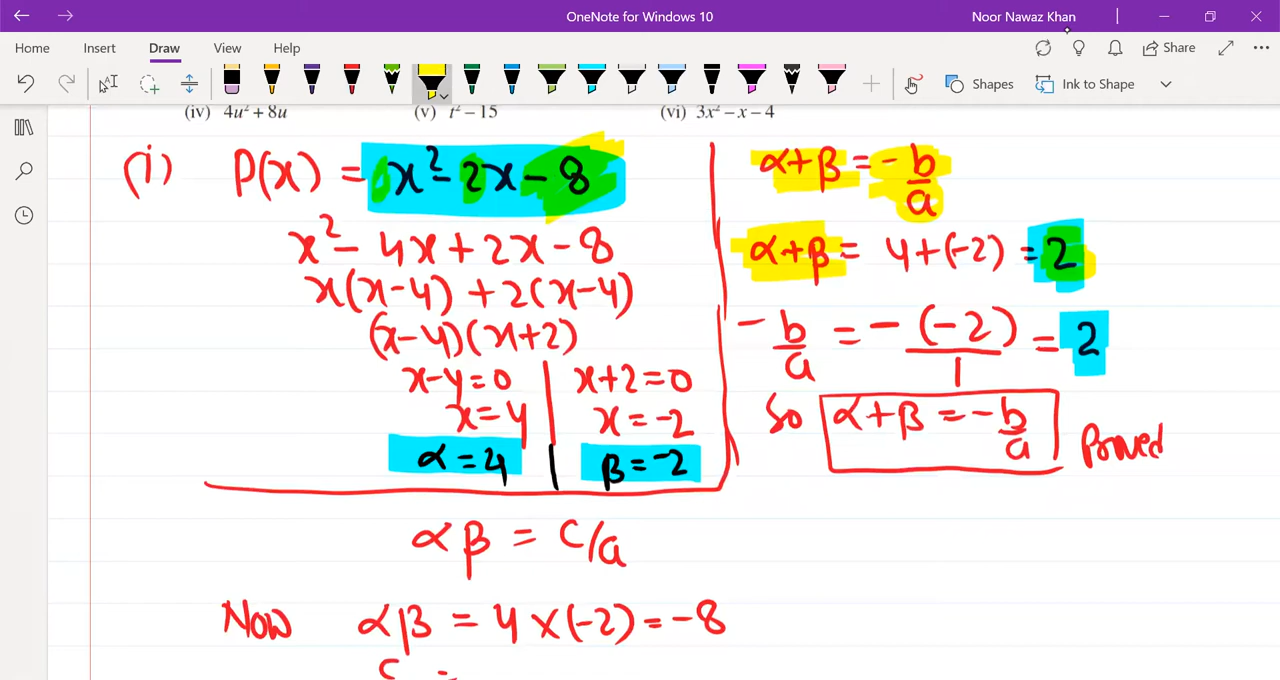 OneNote for Windows 10
Noor Nawaz Khan
Home Insert Draw View Help
Share
Shapes
Ink to Shape
(iv) 4u² + 8u (v) t² – 15 (vi) 3x² – x – 4
(i) P(x) = x² - 2x - 8
x² - 4x + 2x - 8
x(x-4) + 2(x-4)
(x-4)(x+2)
x-4=0 | x+2=0
x=4 | x=-2
α=4 | β=-2
α+β = -b/a
α+β = 4+(-2) = 2
-b/a = -(-2)/1 = 2
So α+β = -b/a Proved
αβ = c/a
Now αβ = 4×(-2) = -8